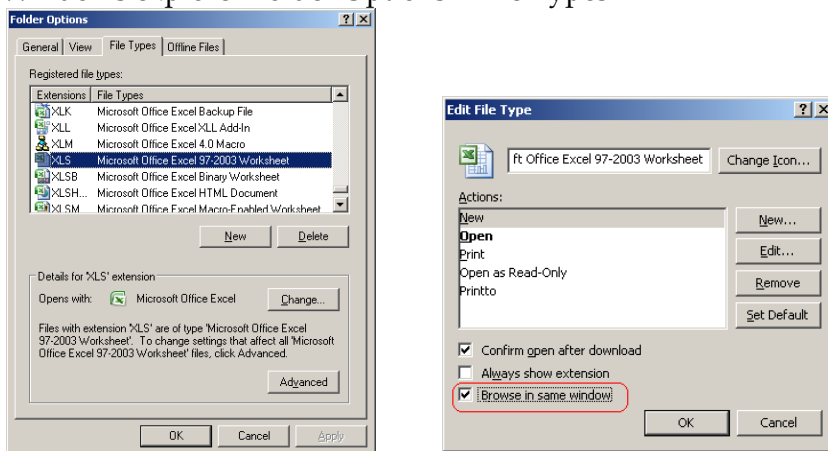 Folder Options
General View File Types Offline Files
Registered file types:
Extensions File Types
XLK Microsoft Office Excel Backup File
XLL Microsoft Office Excel XLL Add-In
XLM Microsoft Office Excel 4.0 Macro
XLS Microsoft Office Excel 97-2003 Worksheet
XLSB Microsoft Office Excel Binary Worksheet
XLSH... Microsoft Office Excel HTML Document
XLSM Microsoft Office Excel Macro-Enabled Worksheet
New Delete
Details for 'XLS' extension
Opens with: Microsoft Office Excel Change...
Files with extension 'XLS' are of type 'Microsoft Office Excel
97-2003 Worksheet'. To change settings that affect all 'Microsoft
Office Excel 97-2003 Worksheet' files, click Advanced.
Advanced
OK Cancel Apply
Edit File Type
ft Office Excel 97-2003 Worksheet Change Icon...
Actions:
New
Open
Print
Open as Read-Only
Printto
New...
Edit...
Remove
Set Default
Confirm open after download
Always show extension
Browse in same window
OK Cancel